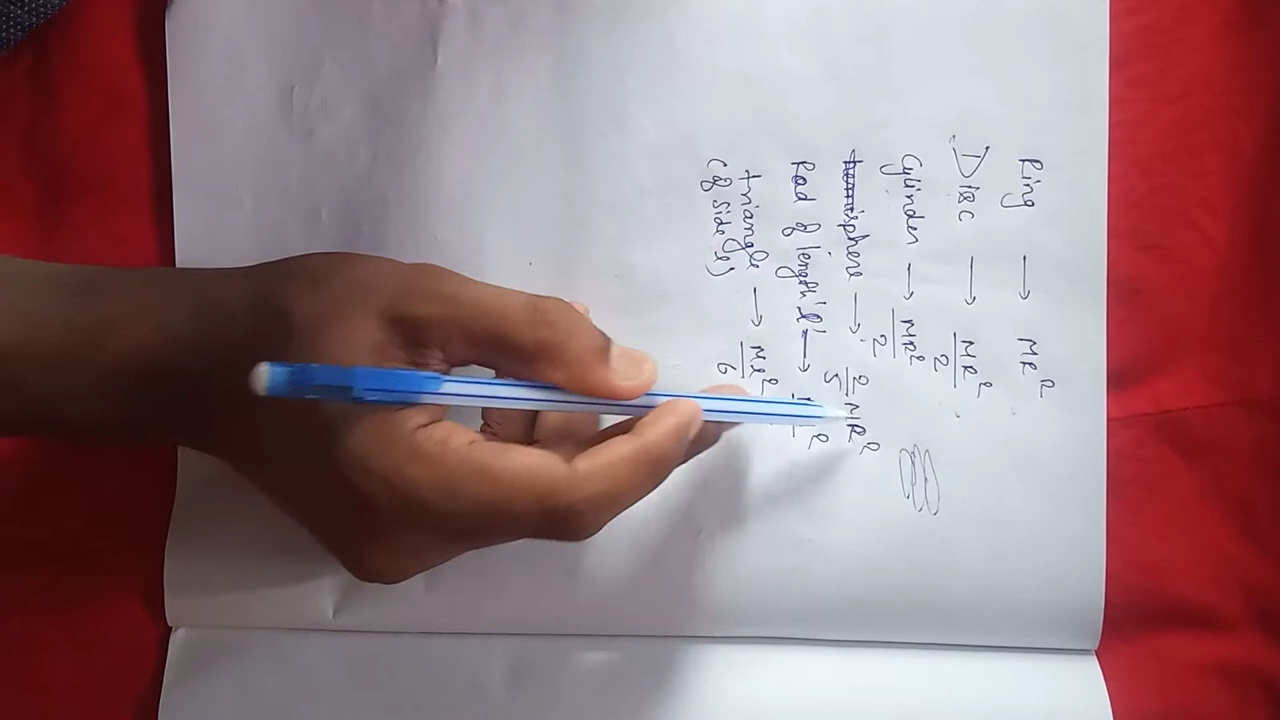 Ring → MR²
Disc → MR²/2
Cylinder → MR²/2
sphere → 2/5 MR²
Rod of length 'l' →
triangle → Ml²/6
(of side l)